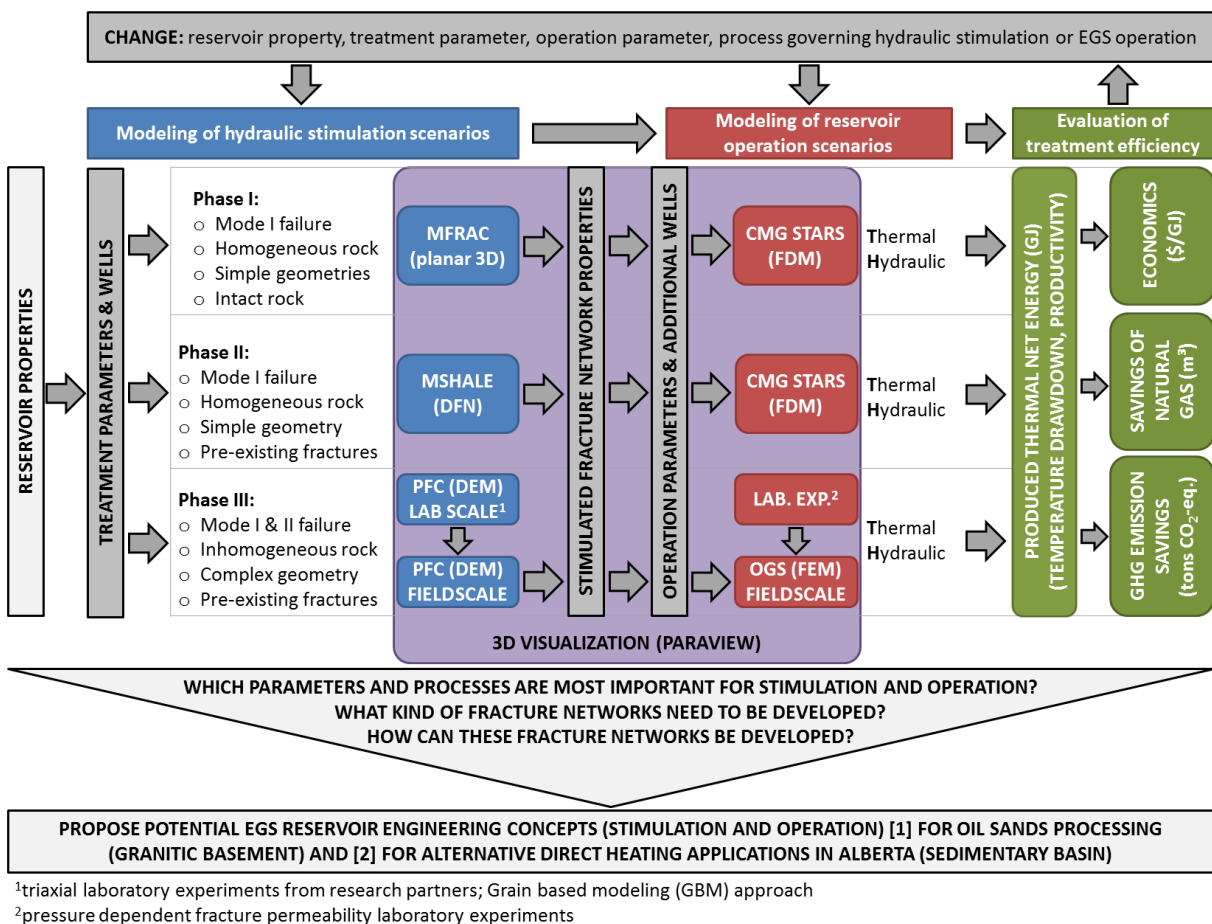 CHANGE: reservoir property, treatment parameter, operation parameter, process governing hydraulic stimulation or EGS operation
Modeling of hydraulic stimulation scenarios
Modeling of reservoir
operation scenarios
Evaluation of
treatment efficiency
RESERVOIR PROPERTIES
TREATMENT PARAMETERS & WELLS
Phase I:
o Mode I failure
o Homogeneous rock
o Simple geometries
o Intact rock
MFRAC
(planar 3D)
STIMULATED FRACTURE NETWORK PROPERTIES
OPERATION PARAMETERS & ADDITIONAL WELLS
CMG STARS
(FDM)
Thermal
Hydraulic
PRODUCED THERMAL NET ENERGY (GJ)
(TEMPERATURE DRAWDOWN, PRODUCTIVITY)
ECONOMICS
($/GJ)
Phase II:
o Mode I failure
o Homogeneous rock
o Simple geometry
o Pre-existing fractures
MSHALE
(DFN)
CMG STARS
(FDM)
Thermal
Hydraulic
SAVINGS OF
NATURAL
GAS (m³)
Phase III:
o Mode I & II failure
o Inhomogeneous rock
o Complex geometry
o Pre-existing fractures
PFC (DEM)
LAB SCALE¹
PFC (DEM)
FIELDSCALE
LAB. EXP.²
OGS (FEM)
FIELDSCALE
Thermal
Hydraulic
GHG EMISSION
SAVINGS
(tons CO₂-eq.)
3D VISUALIZATION (PARAVIEW)
WHICH PARAMETERS AND PROCESSES ARE MOST IMPORTANT FOR STIMULATION AND OPERATION?
WHAT KIND OF FRACTURE NETWORKS NEED TO BE DEVELOPED?
HOW CAN THESE FRACTURE NETWORKS BE DEVELOPED?
PROPOSE POTENTIAL EGS RESERVOIR ENGINEERING CONCEPTS (STIMULATION AND OPERATION) [1] FOR OIL SANDS PROCESSING
(GRANITIC BASEMENT) AND [2] FOR ALTERNATIVE DIRECT HEATING APPLICATIONS IN ALBERTA (SEDIMENTARY BASIN)
¹triaxial laboratory experiments from research partners; Grain based modeling (GBM) approach
²pressure dependent fracture permeability laboratory experiments